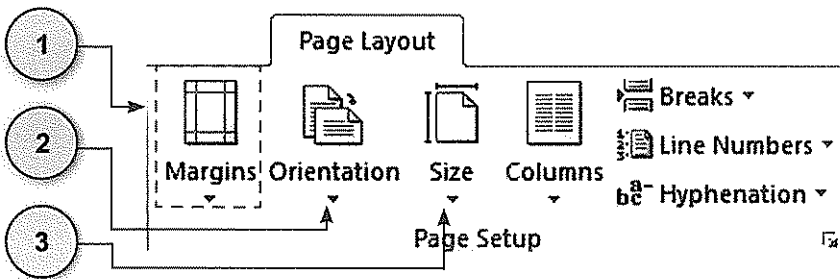 1
Page Layout
2
Margins Orientation Size Columns
Breaks
Line Numbers
Hyphenation
3
Page Setup